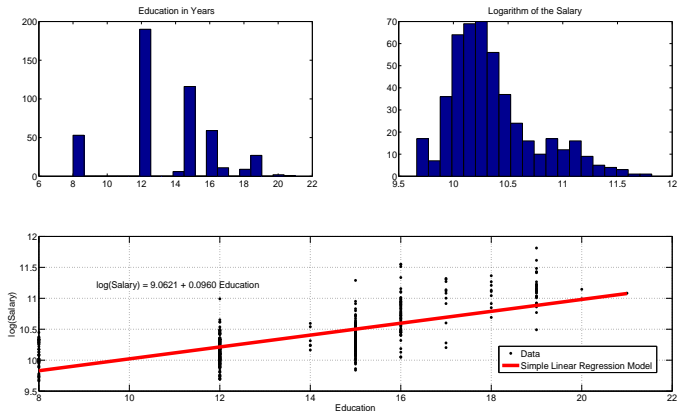 Education in Years
200
150
100
50
0
6 8 10 12 14 16 18 20 22
Logarithm of the Salary
70
60
50
40
30
20
10
0
9.5 10 10.5 11 11.5 12
12
11.5
11
10.5
10
9.5
log(Salary)
log(Salary) = 9.0621 + 0.0960 Education
Data
Simple Linear Regression Model
8 10 12 14 16 18 20 22
Education